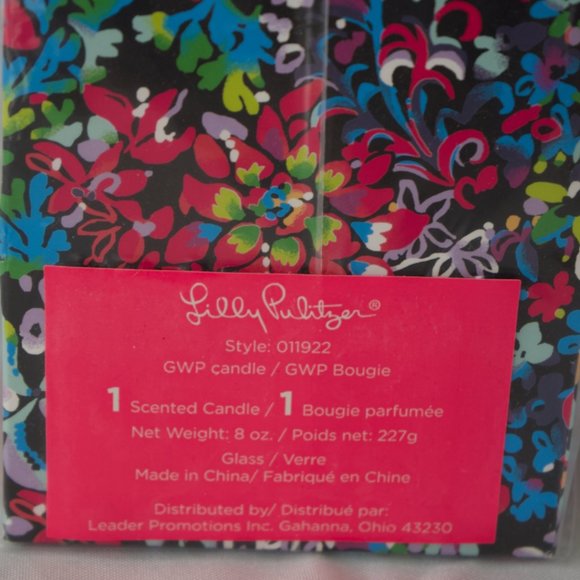 Lilly Pulitzer®
Style: 011922
GWP candle / GWP Bougie
1 Scented Candle / 1 Bougie parfumée
Net Weight: 8 oz. / Poids net: 227g
Glass / Verre
Made in China/ Fabriqué en Chine
Distributed by/ Distribué par:
Leader Promotions Inc. Gahanna, Ohio 43230